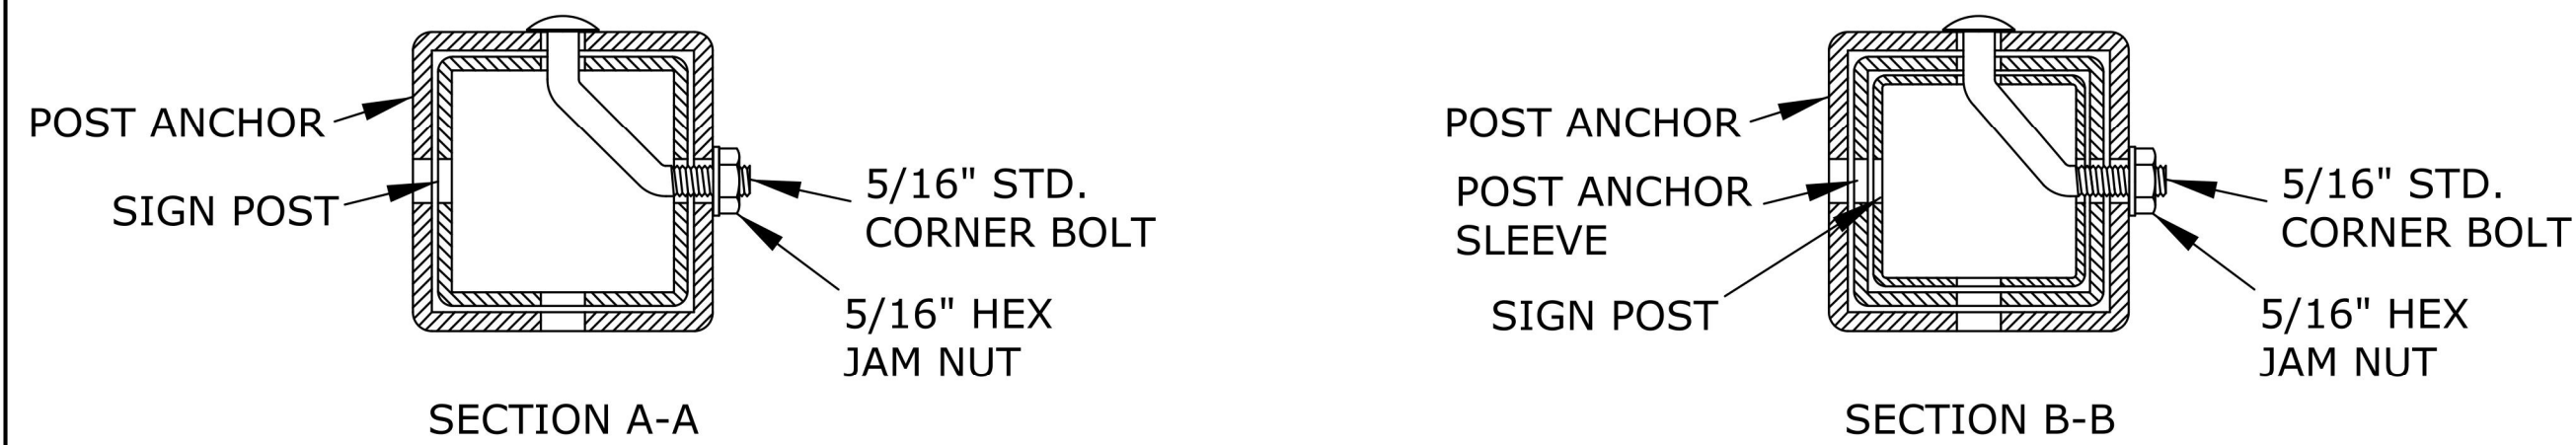 POST ANCHOR
SIGN POST
5/16" STD.
CORNER BOLT
5/16" HEX
JAM NUT
SECTION A-A
POST ANCHOR
POST ANCHOR
SLEEVE
SIGN POST
5/16" STD.
CORNER BOLT
5/16" HEX
JAM NUT
SECTION B-B